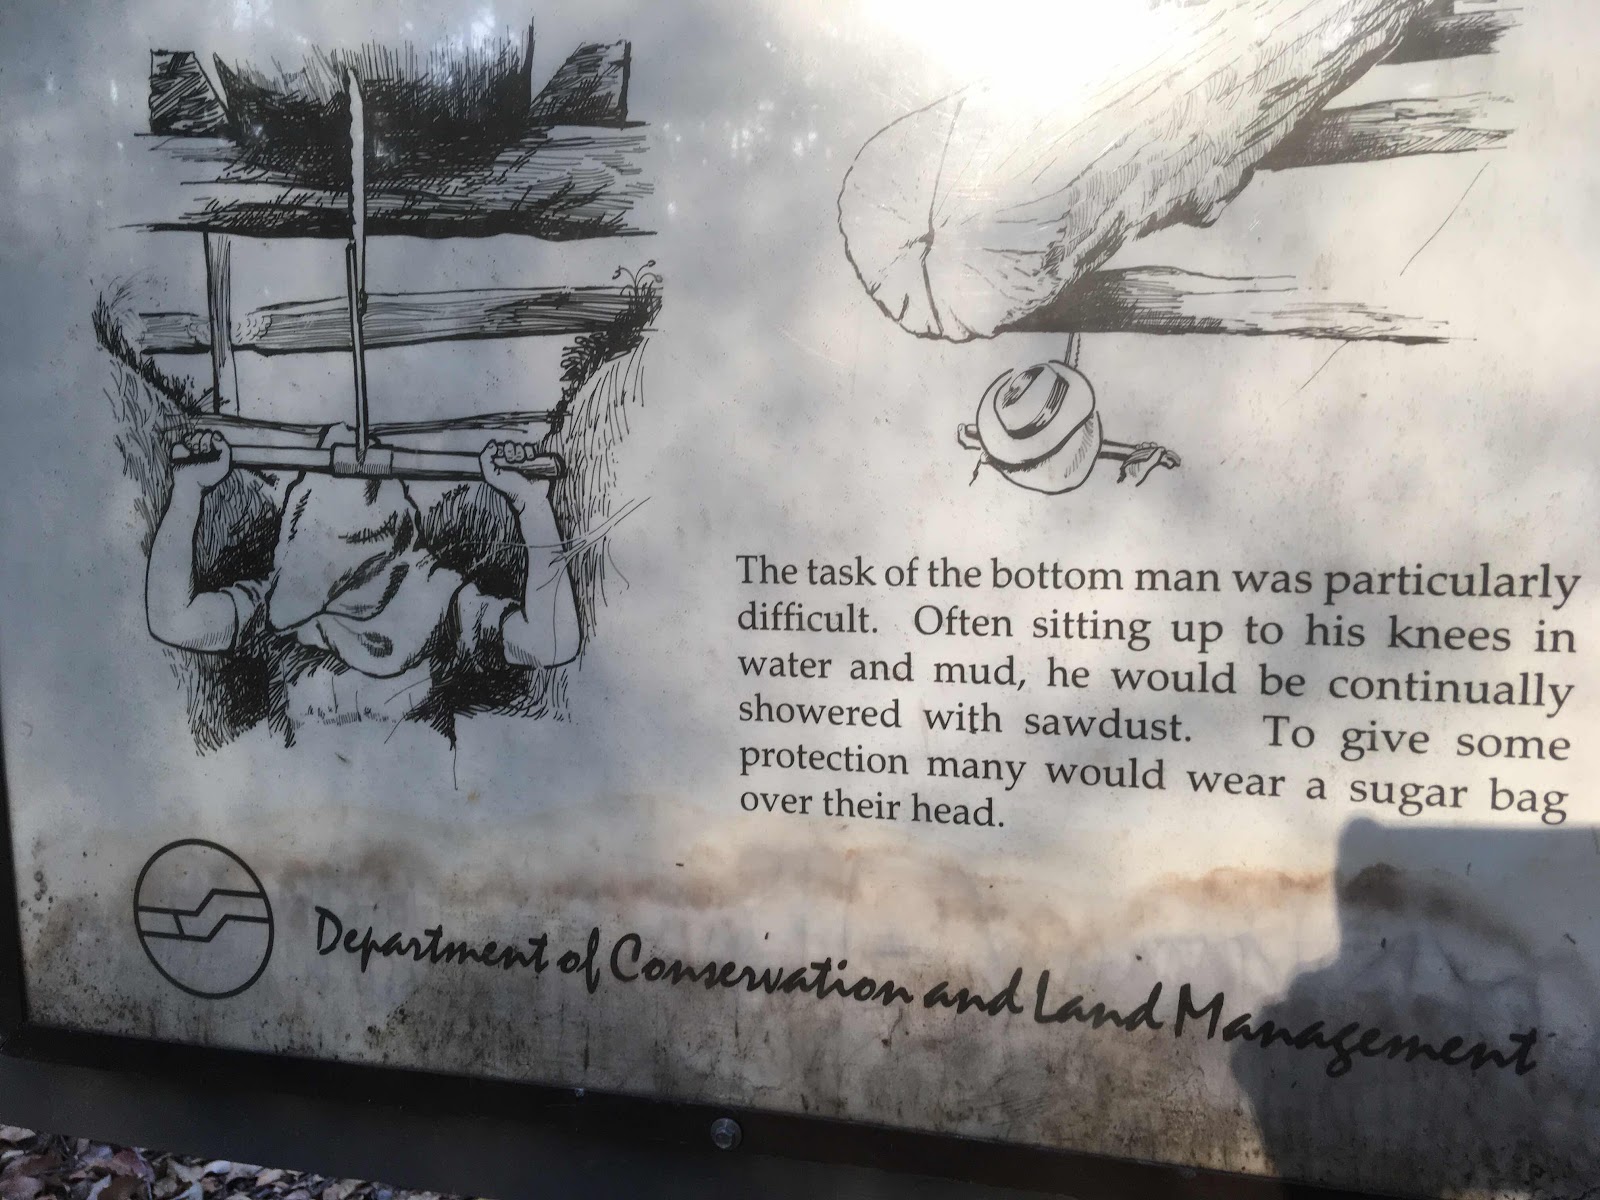 The task of the bottom man was particularly
difficult. Often sitting up to his knees in
water and mud, he would be continually
showered with sawdust. To give some
protection many would wear a sugar bag
over their head.
Department of Conservation and Land Management